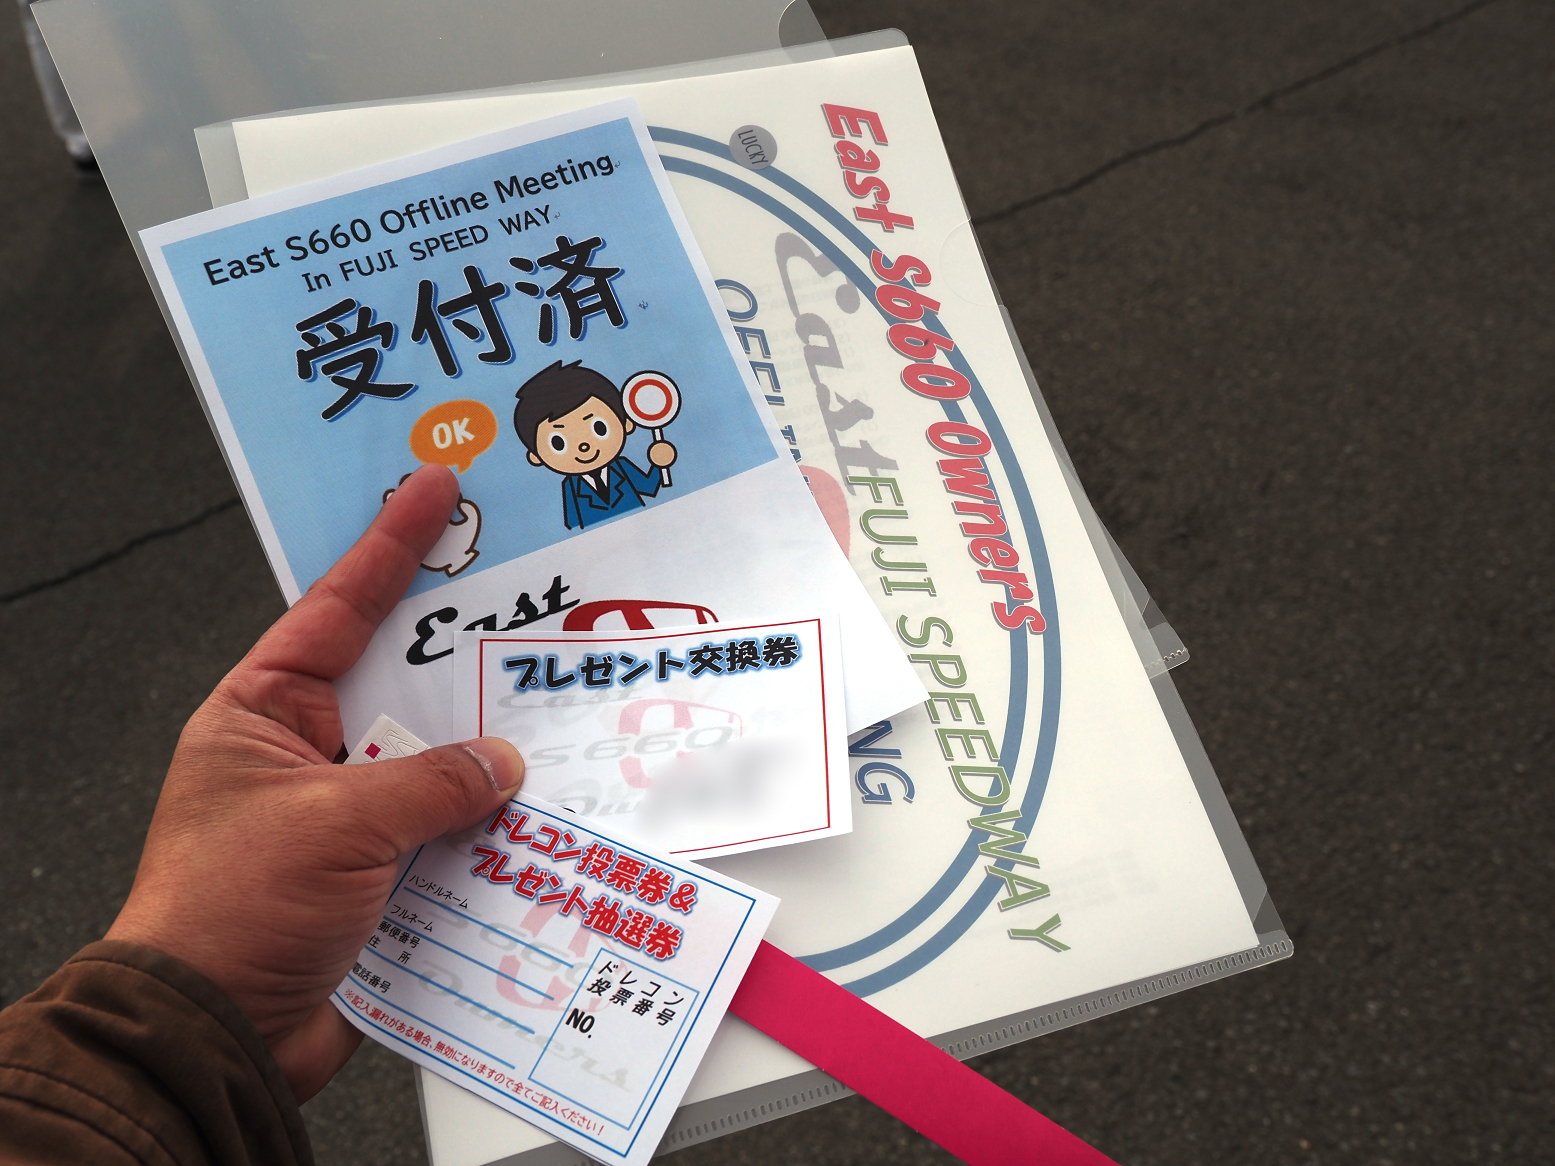 East S660 Offline Meeting
In FUJI SPEED WAY
受付済
OK
East
プレゼント交換券
East
S660
ドレコン投票券&
プレゼント抽選券
ハンドルネーム
フルネーム
郵便番号
住 所
電話番号
※記入漏れがある場合、無効になりますので全てご記入ください!
ドレコン
投票番号
NO.
Owners
LUCKY
East S660 Owners
East
FUJI SPEEDWAY